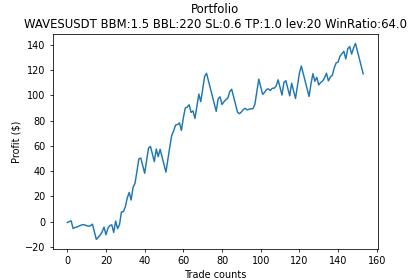 Portfolio
WAVESUSDT BBM:1.5 BBL:220 SL:0.6 TP:1.0 lev:20 WinRatio:64.0
140
120
100
80
60
40
20
0
−20
Profit ($)
0 20 40 60 80 100 120 140 160
Trade counts